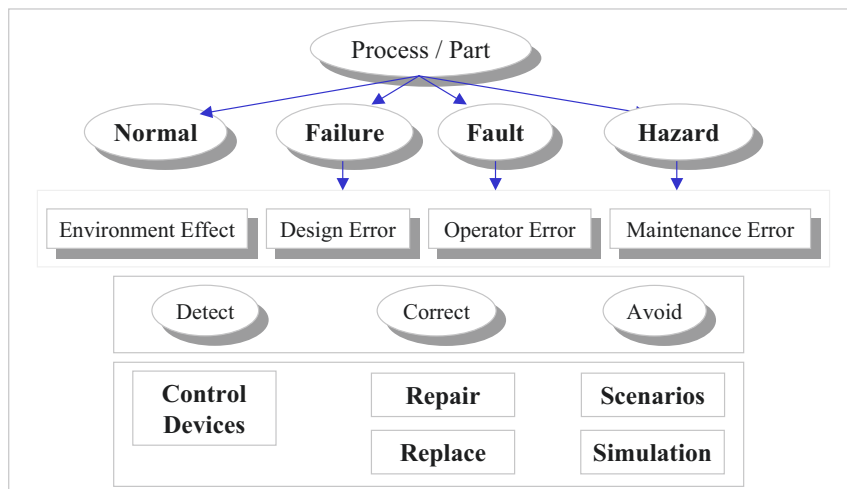 Process / Part
Normal
Failure
Fault
Hazard
Environment Effect
Design Error
Operator Error
Maintenance Error
Detect
Correct
Avoid
Control
Devices
Repair
Scenarios
Replace
Simulation